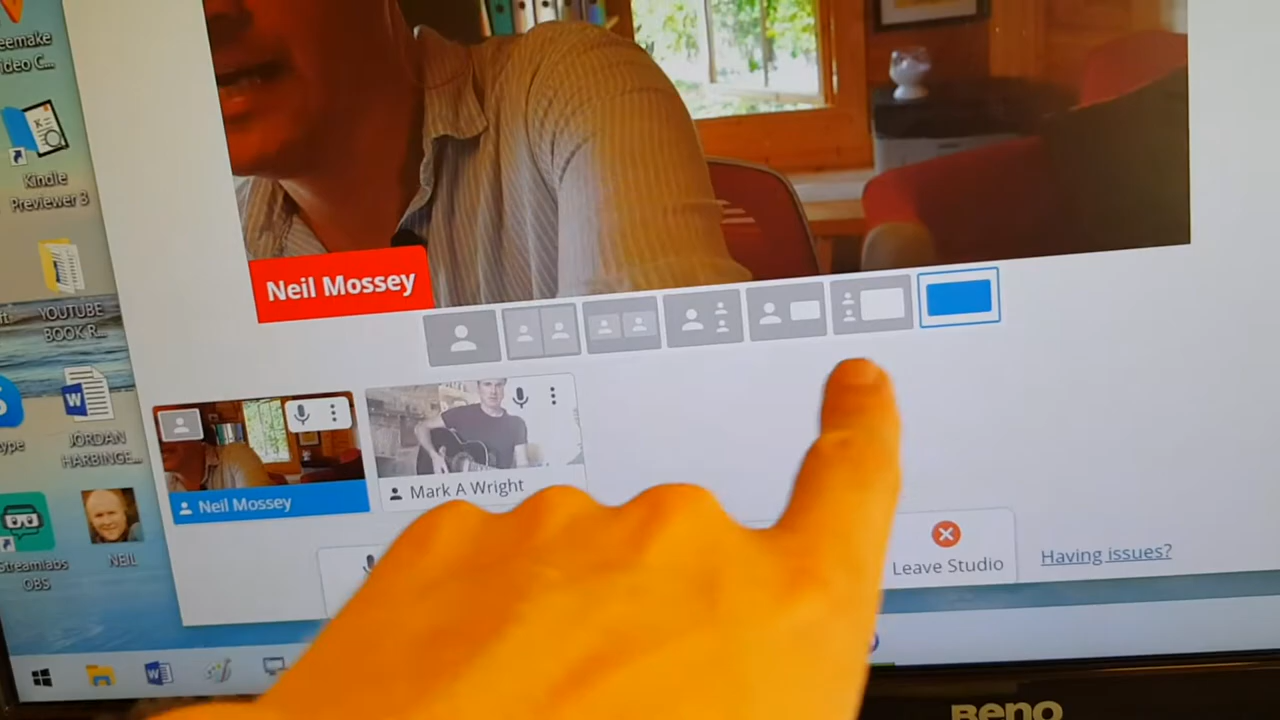 eemake
ideo C...
Kindle
Previewer 3
ft
YOUTUBE
BOOK R...
W
JORDAN
HARBINGE...
ype
Streamlabs
OBS
NEIL
Neil Mossey
Neil Mossey
Mark A Wright
Leave Studio
Having issues?
W
BenQ